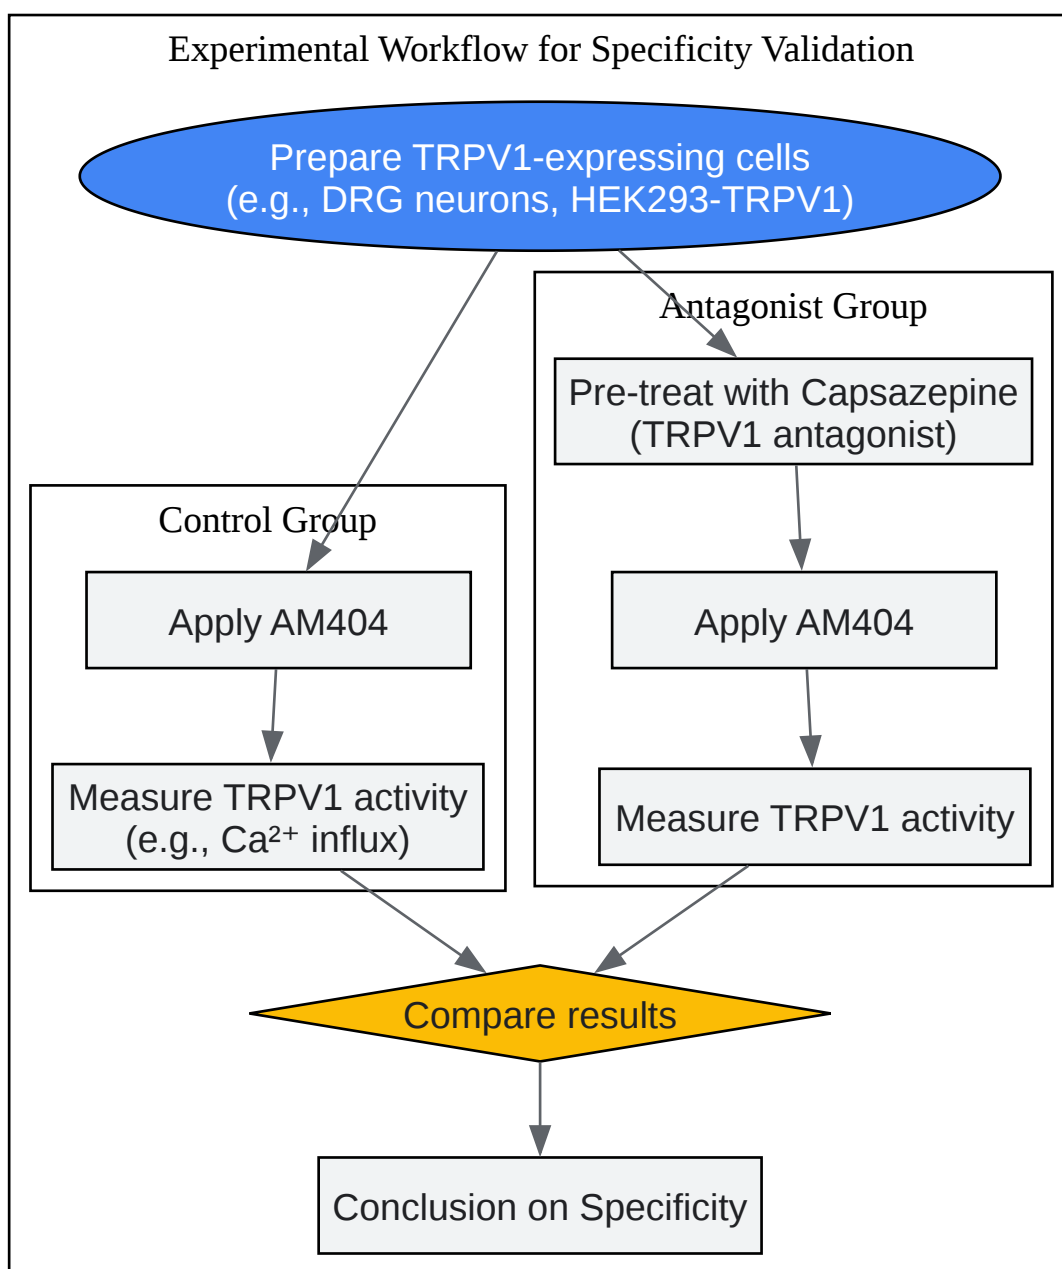 Experimental Workflow for Specificity Validation
Prepare TRPV1-expressing cells
(e.g., DRG neurons, HEK293-TRPV1)
Antagonist Group
Pre-treat with Capsazepine
(TRPV1 antagonist)
Control Group
Apply AM404
Apply AM404
Measure TRPV1 activity
(e.g., Ca²⁺ influx)
Measure TRPV1 activity
Compare results
Conclusion on Specificity